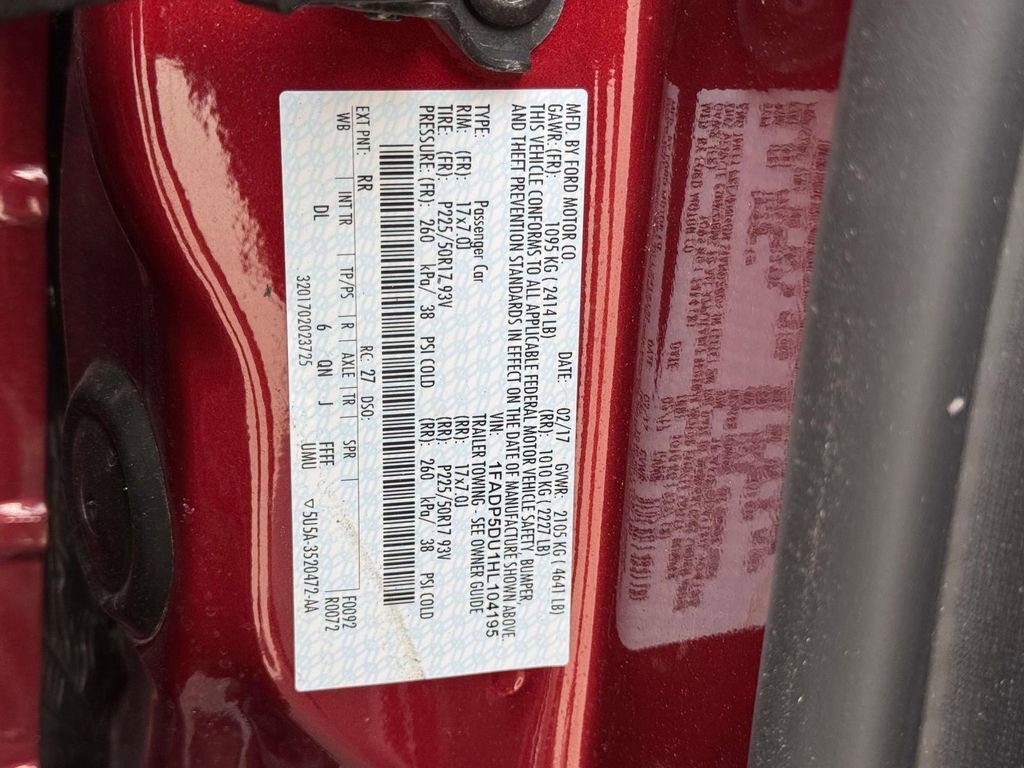 MFD. BY FORD MOTOR CO.
DATE: 02/17 GVWR: 2105 KG ( 4641 LB)
GAWR: (FR): 1095 KG 2414 LB) (RR): 1010 KG 2227 LB)
THIS VEHICLE CONFORMS TO ALL APPLICABLE FEDERAL MOTOR VEHICLE SAFETY, BUMPER,
AND THEFT PREVENTION STANDARDS IN EFFECT ON THE DATE OF MANUFACTURE SHOWN ABOVE.
VIN: 1FADP5DU1HL104195
TYPE: Passenger Car TRAILER TOWING - SEE OWNER GUIDE
RIM: (FR): 17x7.0J (RR): 17x7.0J
TIRE: (FR): P225/50R17 93V (RR): P225/50R17 93V
PRESSURE: (FR): 260 kPa/ 38 PSI COLD (RR): 260 kPa/ 38 PSI COLD
EXT PNT: RR RC: 27 DSO: F0092
WB | INT TR | TP/PS | R | AXLE | TR | SPR | R0072
DL 6 QN J FFFF
UMU ▽5U5A-3520472-AA
3201702023725